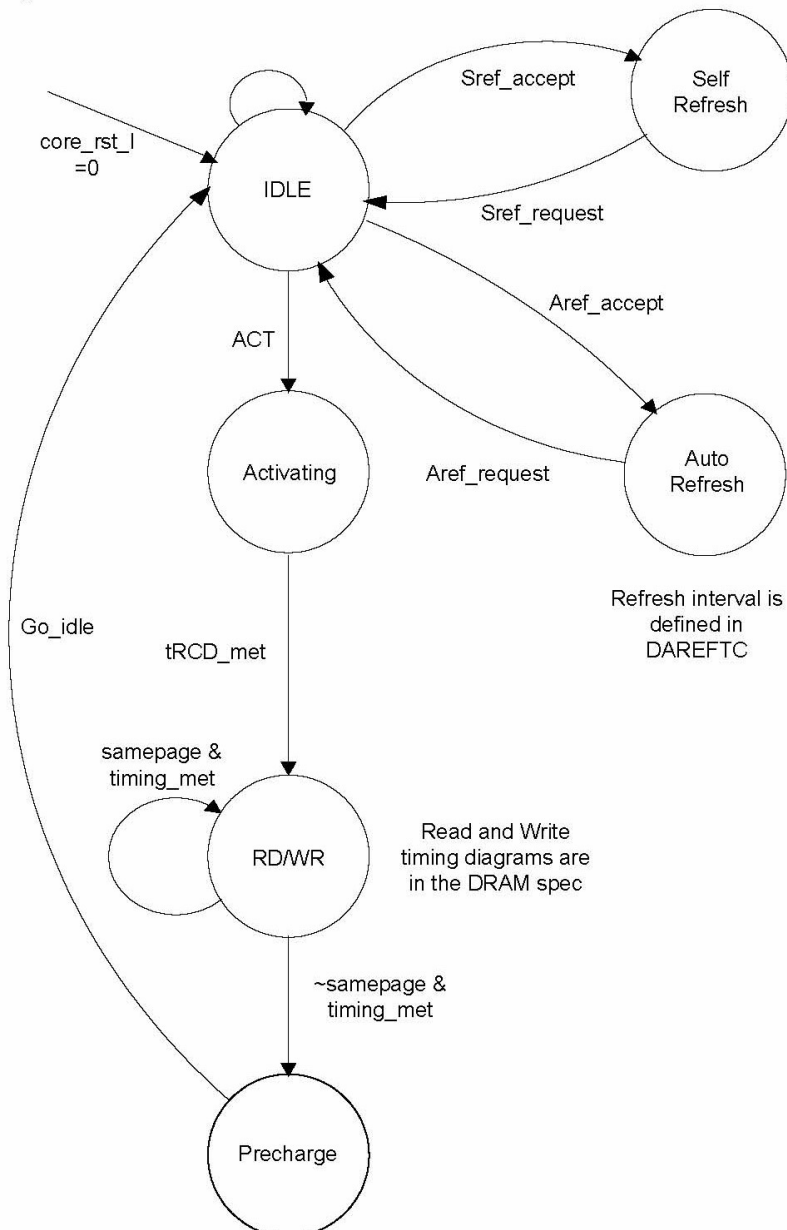 Sref_accept
Self
Refresh
core_rst_l
=0
IDLE
Sref_request
Aref_accept
ACT
Activating
Aref_request
Auto
Refresh
Refresh interval is
defined in
DAREFTC
Go_idle
tRCD_met
samepage &
timing_met
RD/WR
Read and Write
timing diagrams are
in the DRAM spec
~samepage &
timing_met
Precharge